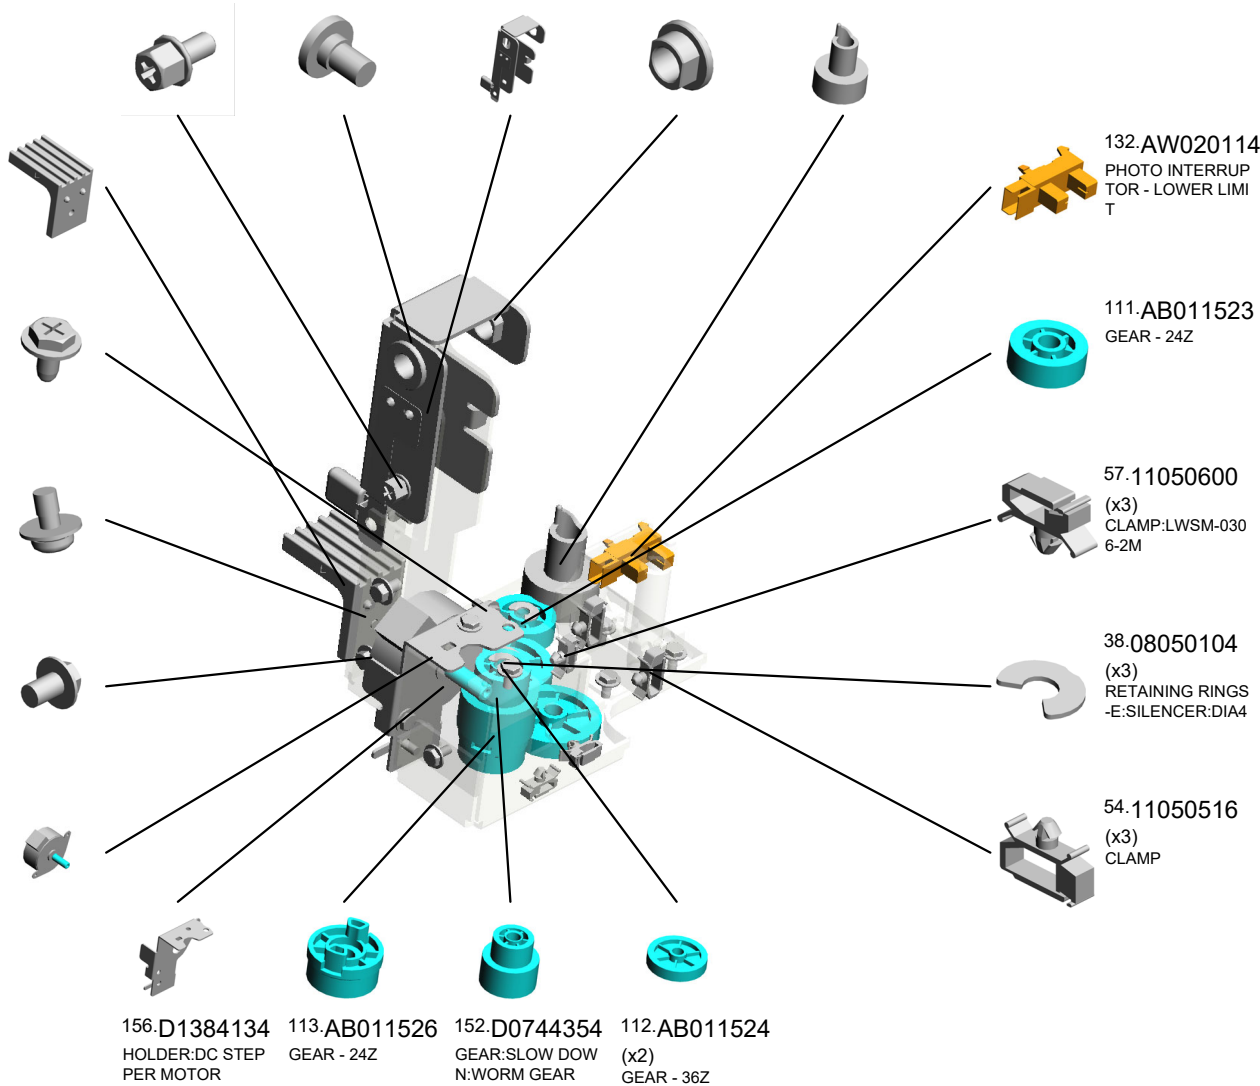 132.AW020114
PHOTO INTERRUP
TOR - LOWER LIMI
T
111.AB011523
GEAR - 24Z
57.11050600
(x3)
CLAMP:LWSM-030
6-2M
38.08050104
(x3)
RETAINING RINGS
-E:SILENCER:DIA4
54.11050516
(x3)
CLAMP
156.D1384134
HOLDER:DC STEP
PER MOTOR
113.AB011526
GEAR - 24Z
152.D0744354
GEAR:SLOW DOW
N:WORM GEAR
112.AB011524
(x2)
GEAR - 36Z